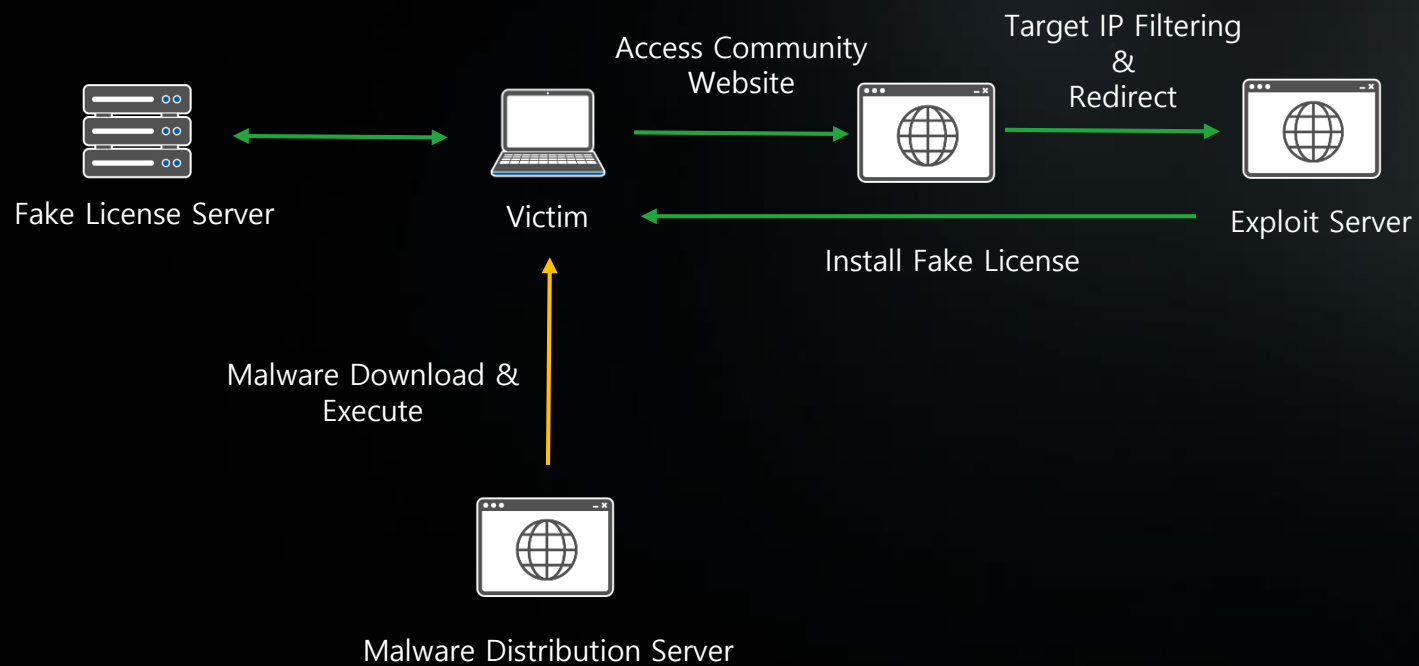 Access Community
Website
Target IP Filtering
&
Redirect
Fake License Server
Victim
Exploit Server
Install Fake License
Malware Download &
Execute
Malware Distribution Server